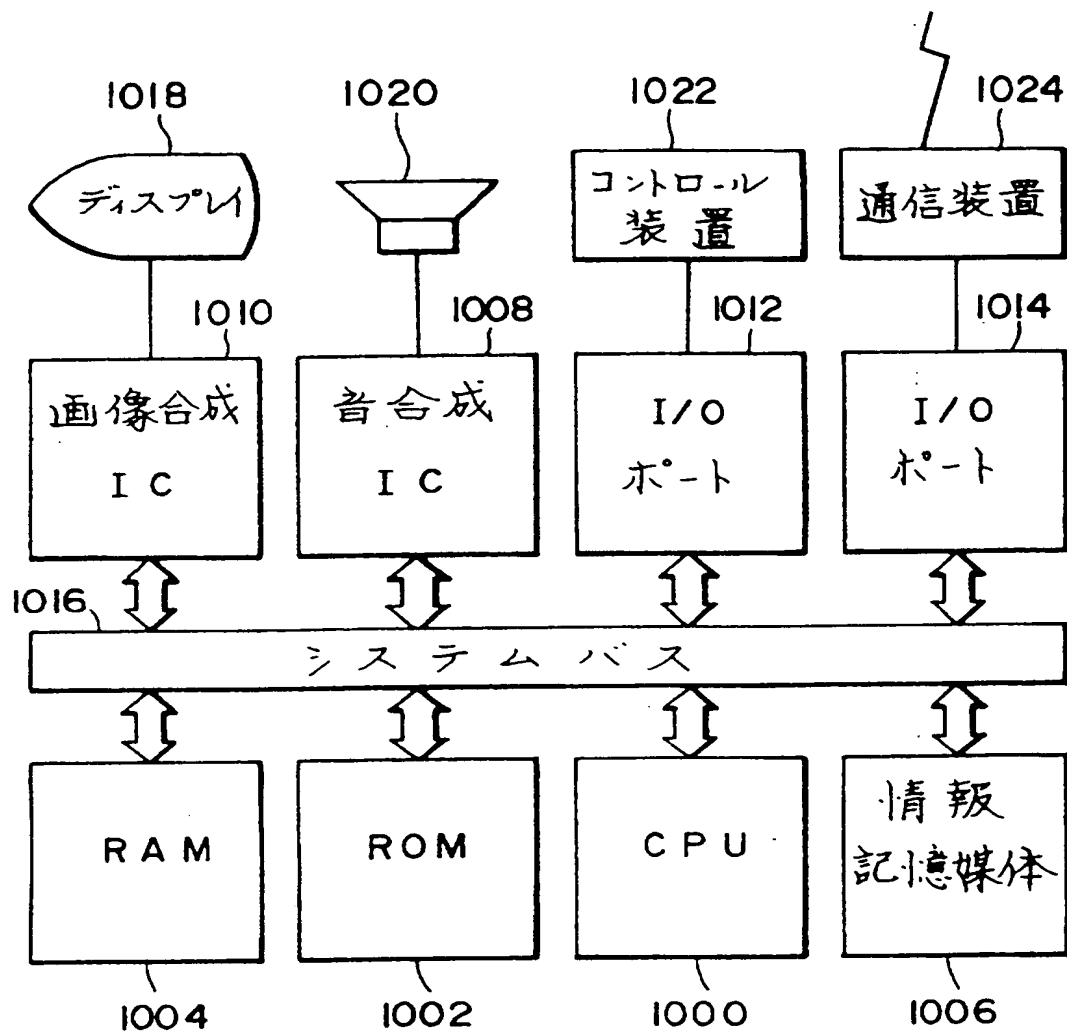 1018
1020
1022
1024
ディスプレイ
コントロール
装置
通信装置
1010
1008
1012
1014
画像合成
IC
音合成
IC
I/O
ポート
I/O
ポート
1016
システムバス
RAM
ROM
CPU
情報
記憶媒体
1004
1002
1000
1006